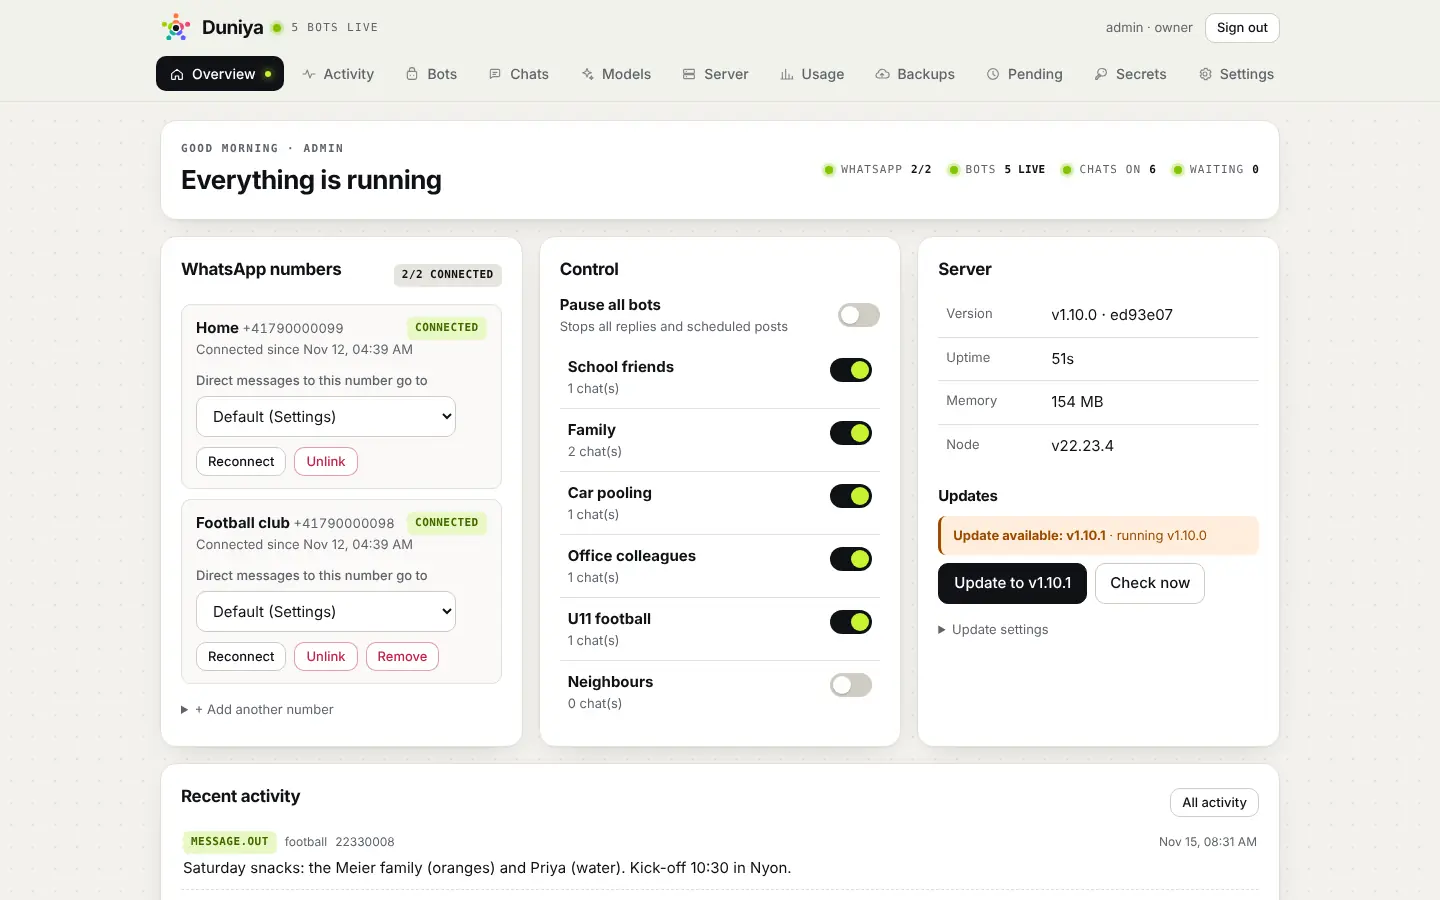 Duniya
5 BOTS LIVE
admin · owner
Sign out
Overview
Activity
Bots
Chats
Models
Server
Usage
Backups
Pending
Secrets
Settings
GOOD MORNING · ADMIN
Everything is running
WHATSAPP 2/2
BOTS 5 LIVE
CHATS ON 6
WAITING 0
WhatsApp numbers
2/2 CONNECTED
Home +41790000099
CONNECTED
Connected since Nov 12, 04:39 AM
Direct messages to this number go to
Default (Settings)
Reconnect
Unlink
Football club +41790000098
CONNECTED
Connected since Nov 12, 04:39 AM
Direct messages to this number go to
Default (Settings)
Reconnect
Unlink
Remove
+ Add another number
Control
Pause all bots
Stops all replies and scheduled posts
School friends
1 chat(s)
Family
2 chat(s)
Car pooling
1 chat(s)
Office colleagues
1 chat(s)
U11 football
1 chat(s)
Neighbours
0 chat(s)
Server
Version v1.10.0 · ed93e07
Uptime 51s
Memory 154 MB
Node v22.23.4
Updates
Update available: v1.10.1 · running v1.10.0
Update to v1.10.1
Check now
Update settings
Recent activity
All activity
MESSAGE.OUT football 22330008
Nov 15, 08:31 AM
Saturday snacks: the Meier family (oranges) and Priya (water). Kick-off 10:30 in Nyon.